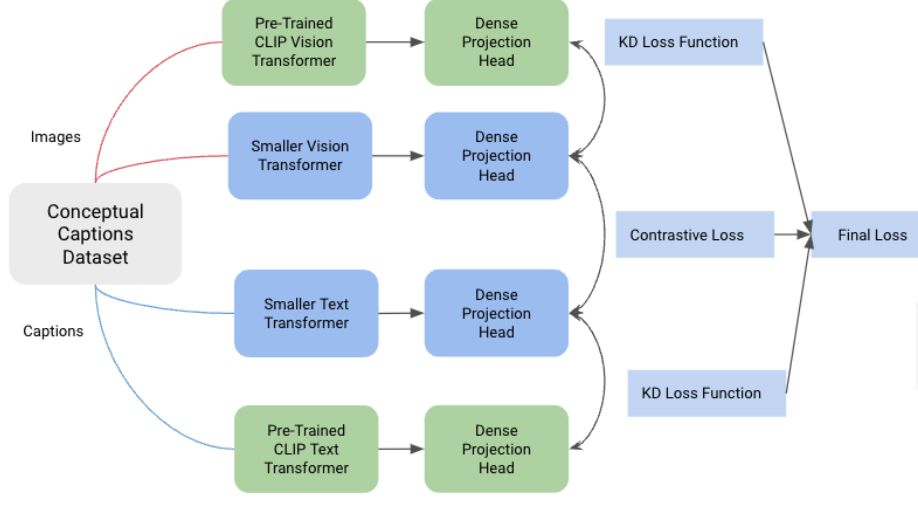 Pre-Trained
CLIP Vision
Transformer
Dense
Projection
Head
KD Loss Function
Images
Smaller Vision
Transformer
Dense
Projection
Head
Conceptual
Captions
Dataset
Contrastive Loss
Final Loss
Captions
Smaller Text
Transformer
Dense
Projection
Head
KD Loss Function
Pre-Trained
CLIP Text
Transformer
Dense
Projection
Head